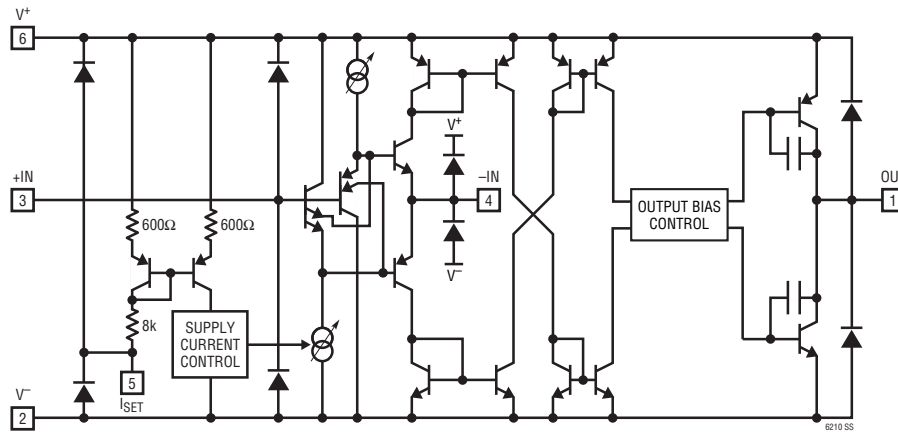 V+
6
+IN
3
600Ω
600Ω
8k
SUPPLY
CURRENT
CONTROL
5
ISET
V–
2
V+
–IN
4
V–
OUTPUT BIAS
CONTROL
OUT
1
6210 SS